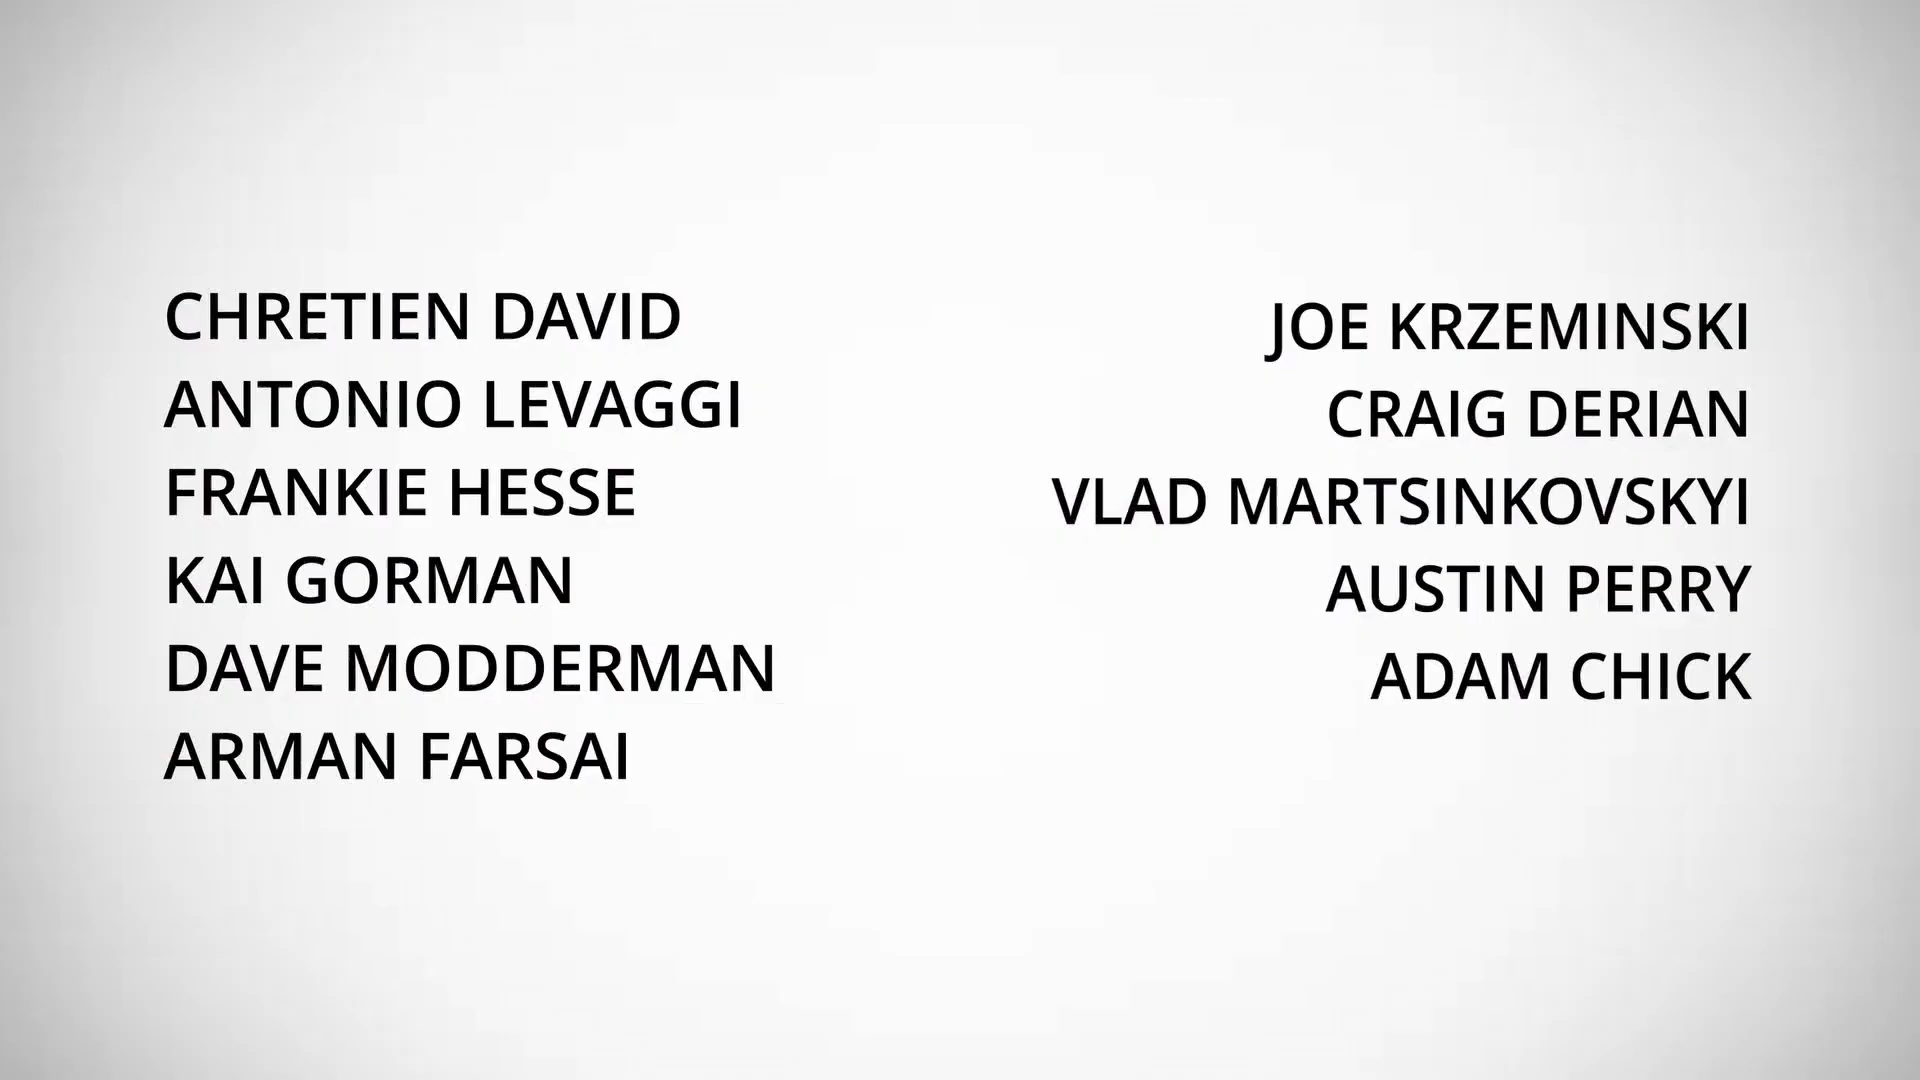 CHRETIEN DAVID
ANTONIO LEVAGGI
FRANKIE HESSE
KAI GORMAN
DAVE MODDERMAN
ARMAN FARSAI
JOE KRZEMINSKI
CRAIG DERIAN
VLAD MARTSINKOVSKYI
AUSTIN PERRY
ADAM CHICK